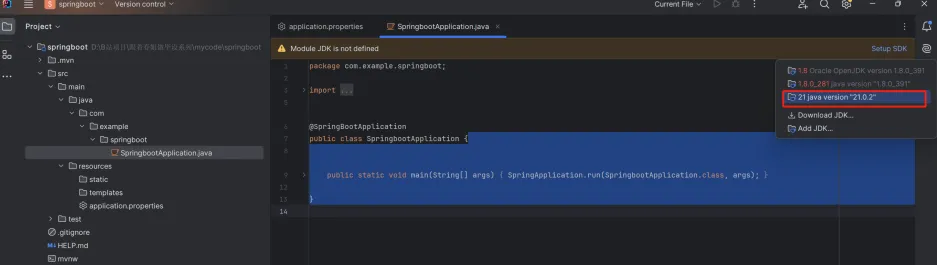 S springboot Version control Current File
Project
application.properties
SpringbootApplication.java
springboot
Module JDK is not defined
Setup SDK
.mvn
src
main
java
com
example
springboot
SpringbootApplication.java
resources
static
templates
application.properties
test
.gitignore
HELP.md
mvnw
1 package com.example.springboot;
2
3 import ...
5
6 @SpringBootApplication
7 public class SpringbootApplication {
8
9 public static void main(String[] args) { SpringApplication.run(SpringbootApplication.class, args); }
13 }
14
1.8 Oracle OpenJDK version 1.8.0_391
1.8.0_281 java version "1.8.0_391"
21 java version "21.0.2"
Download JDK...
Add JDK...